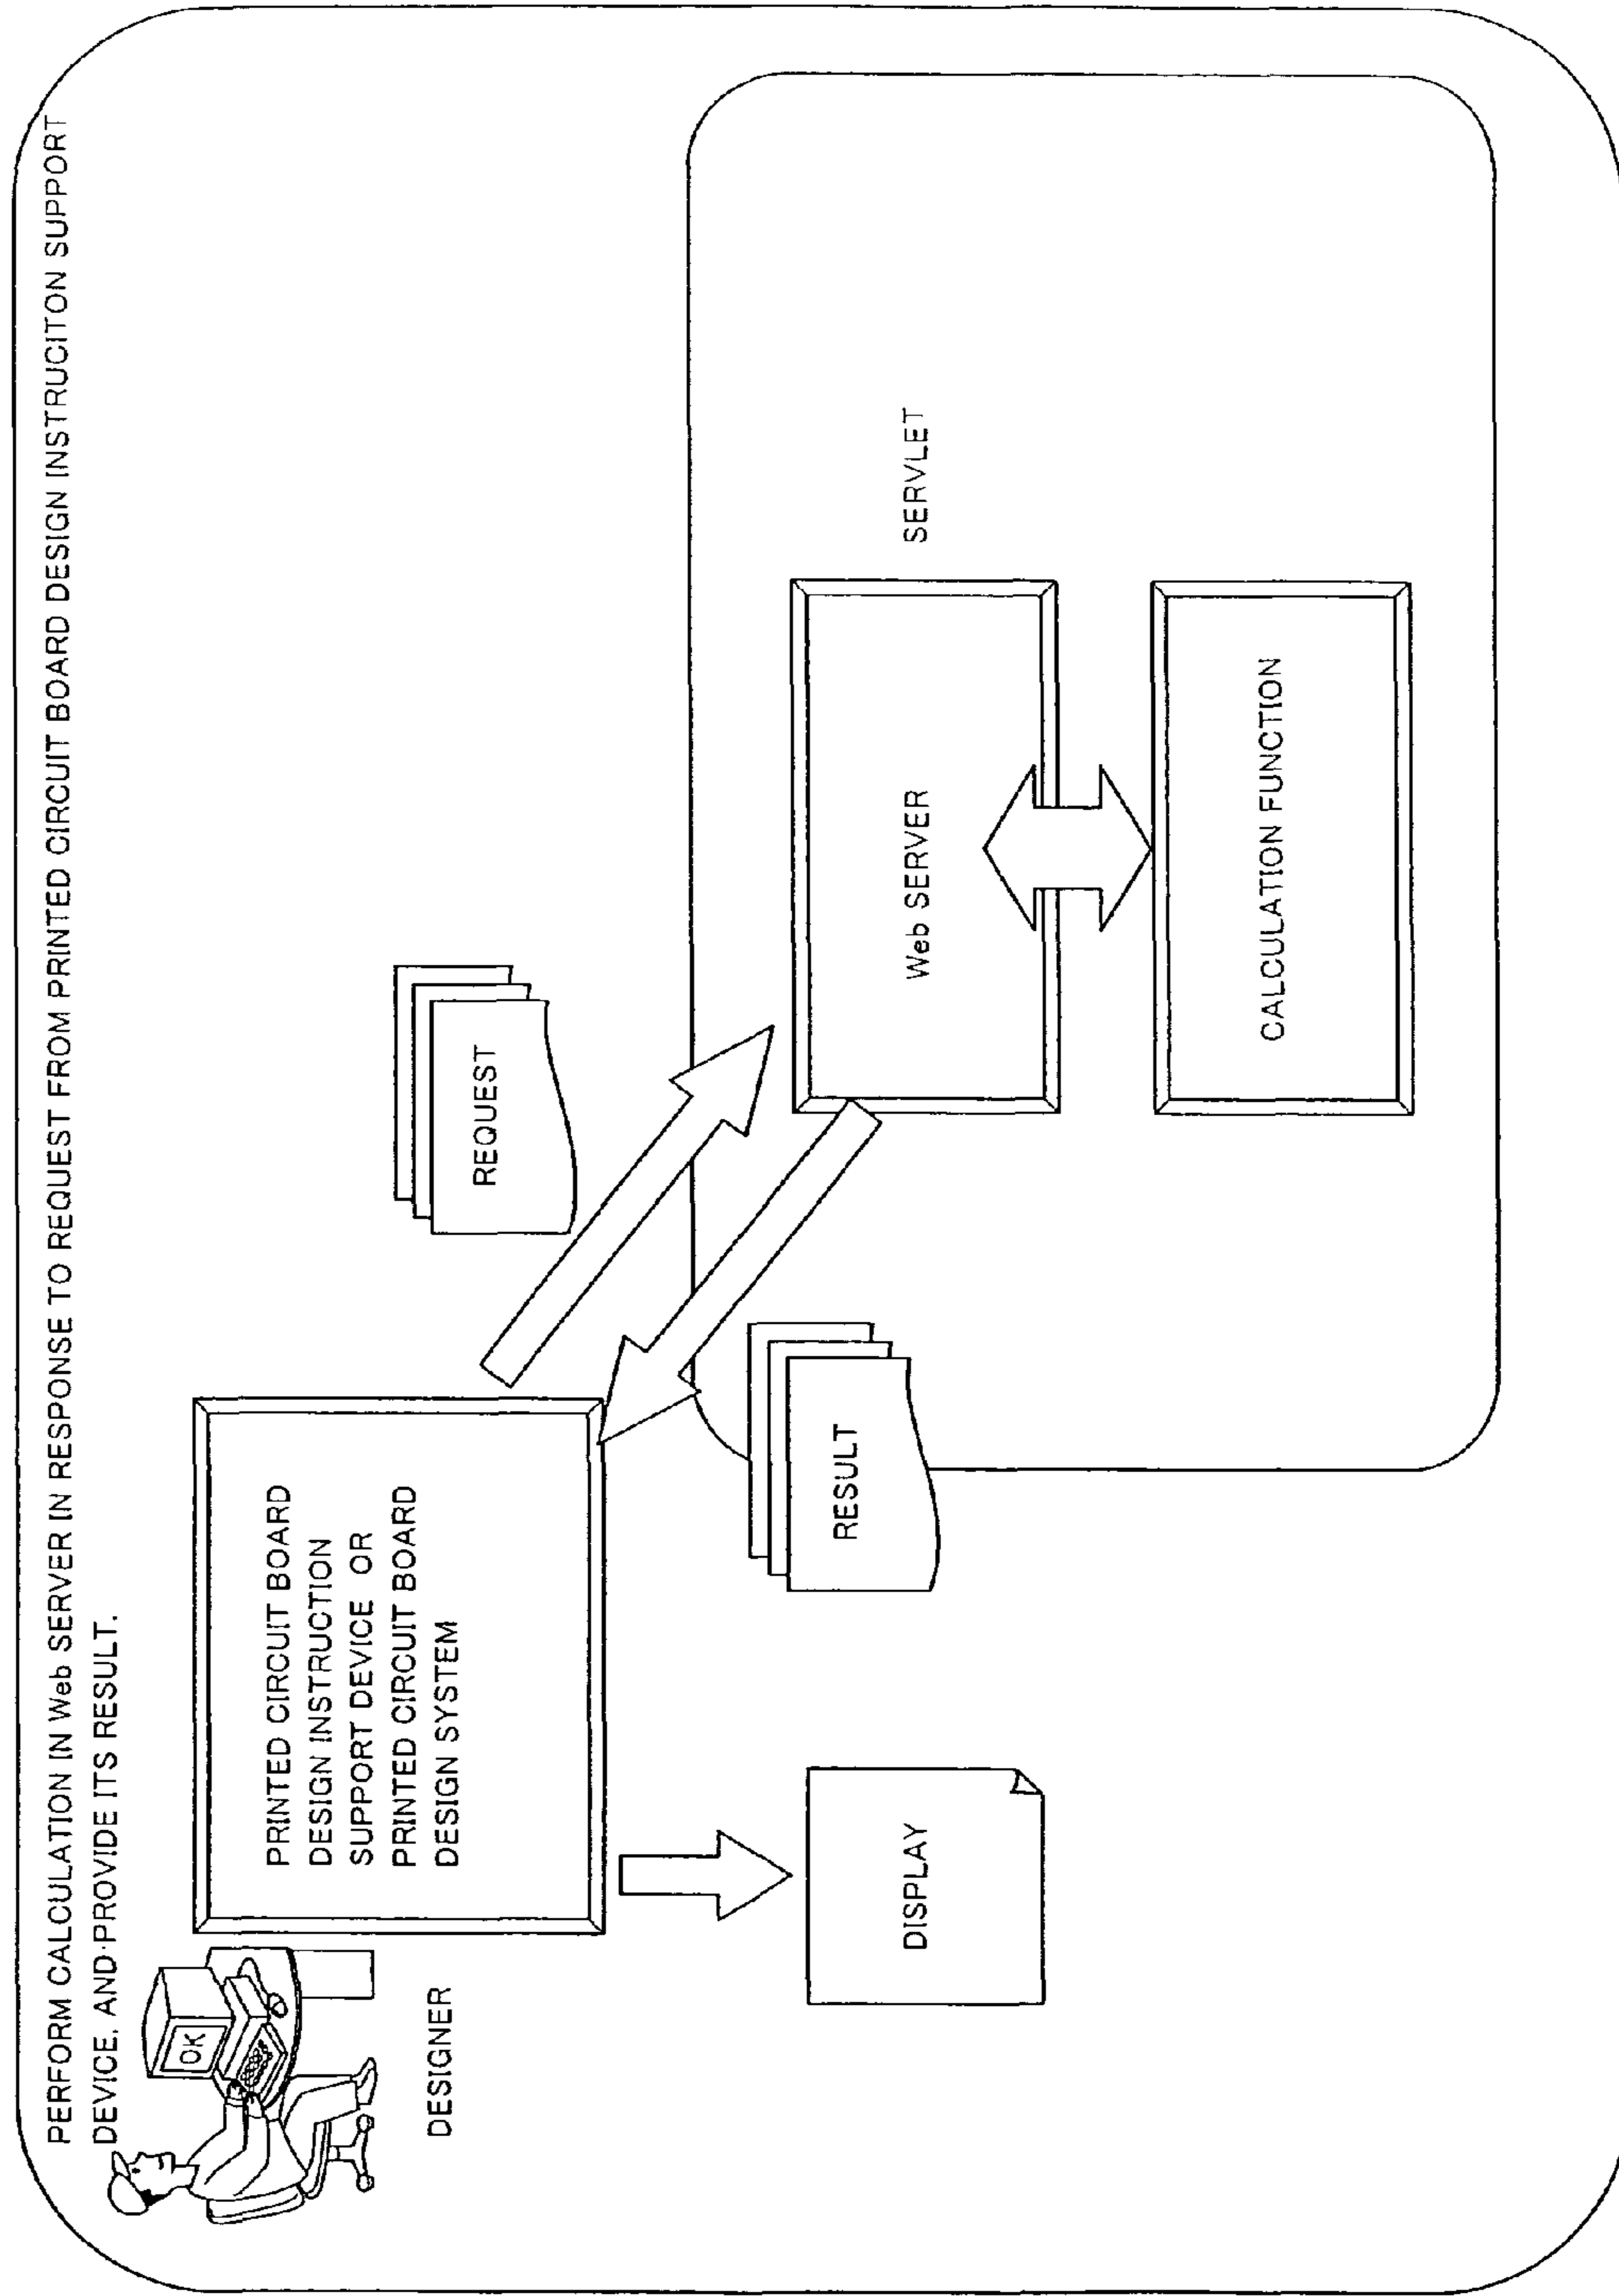 PERFORM CALCULATION IN Web SERVER IN RESPONSE TO REQUEST FROM PRINTED CIRCUIT BOARD DESIGN INSTRUCITON SUPPORT
DEVICE, AND PROVIDE ITS RESULT.
OK
DESIGNER
PRINTED CIRCUIT BOARD
DESIGN INSTRUCTION
SUPPORT DEVICE OR
PRINTED CIRCUIT BOARD
DESIGN SYSTEM
REQUEST
RESULT
DISPLAY
Web SERVER
SERVLET
CALCULATION FUNCTION